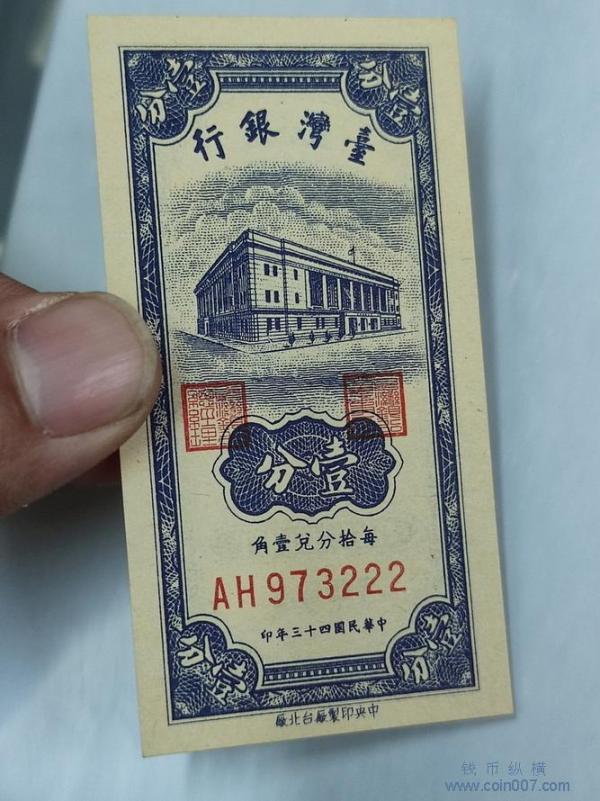 壹分
壹分
臺灣銀行
壹分
每拾分兌壹角
AH973222
中華民國四十三年印
壹分
壹分
中央印製廠台北廠
钱币纵横
www.coin007.com